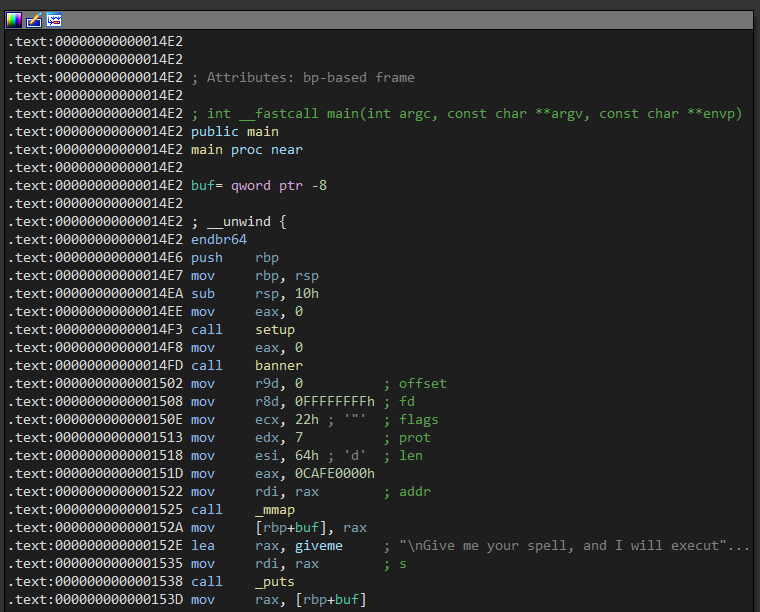 .text:00000000000014E2
.text:00000000000014E2
.text:00000000000014E2 ; Attributes: bp-based frame
.text:00000000000014E2
.text:00000000000014E2 ; int __fastcall main(int argc, const char **argv, const char **envp)
.text:00000000000014E2 public main
.text:00000000000014E2 main proc near
.text:00000000000014E2
.text:00000000000014E2 buf= qword ptr -8
.text:00000000000014E2
.text:00000000000014E2 ; __unwind {
.text:00000000000014E2 endbr64
.text:00000000000014E6 push    rbp
.text:00000000000014E7 mov     rbp, rsp
.text:00000000000014EA sub     rsp, 10h
.text:00000000000014EE mov     eax, 0
.text:00000000000014F3 call    setup
.text:00000000000014F8 mov     eax, 0
.text:00000000000014FD call    banner
.text:0000000000001502 mov     r9d, 0          ; offset
.text:0000000000001508 mov     r8d, 0FFFFFFFFh ; fd
.text:000000000000150E mov     ecx, 22h ; '"'  ; flags
.text:0000000000001513 mov     edx, 7          ; prot
.text:0000000000001518 mov     esi, 64h ; 'd'  ; len
.text:000000000000151D mov     eax, 0CAFE0000h
.text:0000000000001522 mov     rdi, rax        ; addr
.text:0000000000001525 call    _mmap
.text:000000000000152A mov     [rbp+buf], rax
.text:000000000000152E lea     rax, giveme     ; "\nGive me your spell, and I will execut"...
.text:0000000000001535 mov     rdi, rax        ; s
.text:0000000000001538 call    _puts
.text:000000000000153D mov     rax, [rbp+buf]